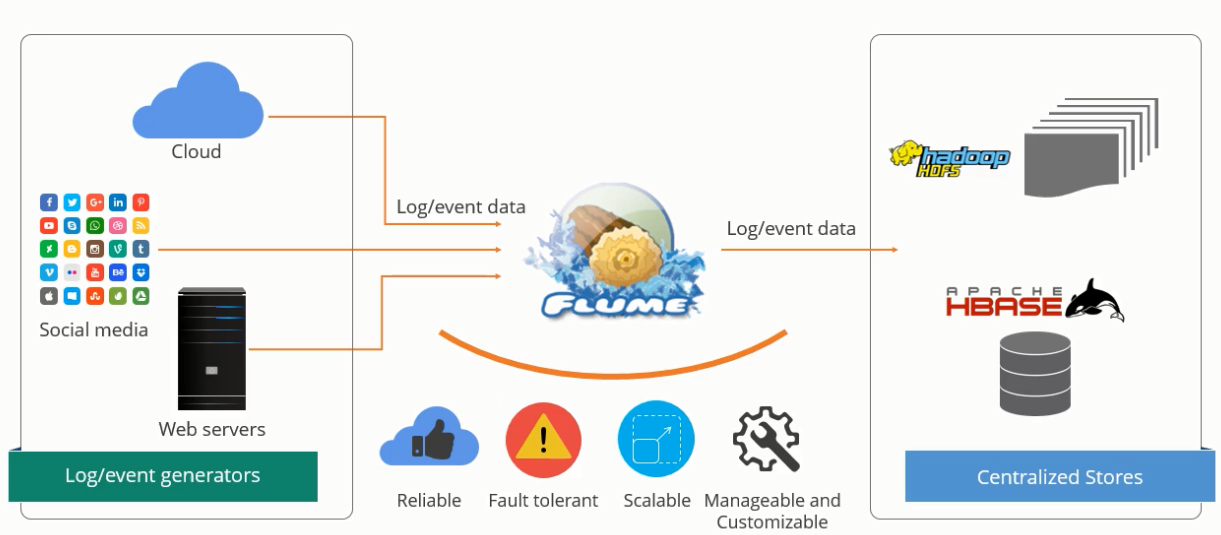 Cloud
Social media
Web servers
Log/event generators
Log/event data
FLUME
Log/event data
Reliable
Fault tolerant
Scalable
Manageable and
Customizable
hadoop
HDFS
APACHE
HBASE
Centralized Stores